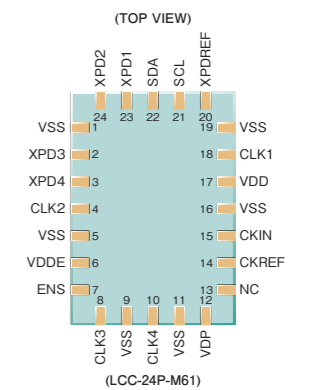 (TOP VIEW)
XPD2 XPD1 SDA SCL XPDREF
24 23 22 21 20
VSS 1 19 VSS
XPD3 2 18 CLK1
XPD4 3 17 VDD
CLK2 4 16 VSS
VSS 5 15 CKIN
VDDE 6 14 CKREF
ENS 7 13 NC
8 9 10 11 12
CLK3 VSS CLK4 VSS VDP
(LCC-24P-M61)